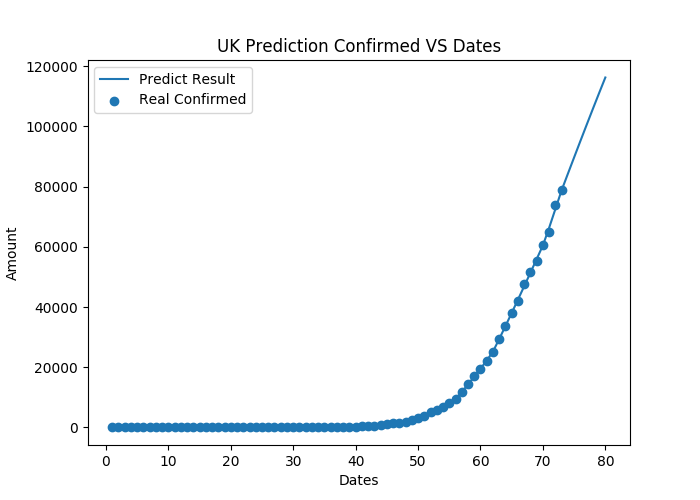 UK Prediction Confirmed VS Dates
Predict Result
Real Confirmed
120000
100000
80000
60000
40000
20000
0
Amount
0 10 20 30 40 50 60 70 80
Dates